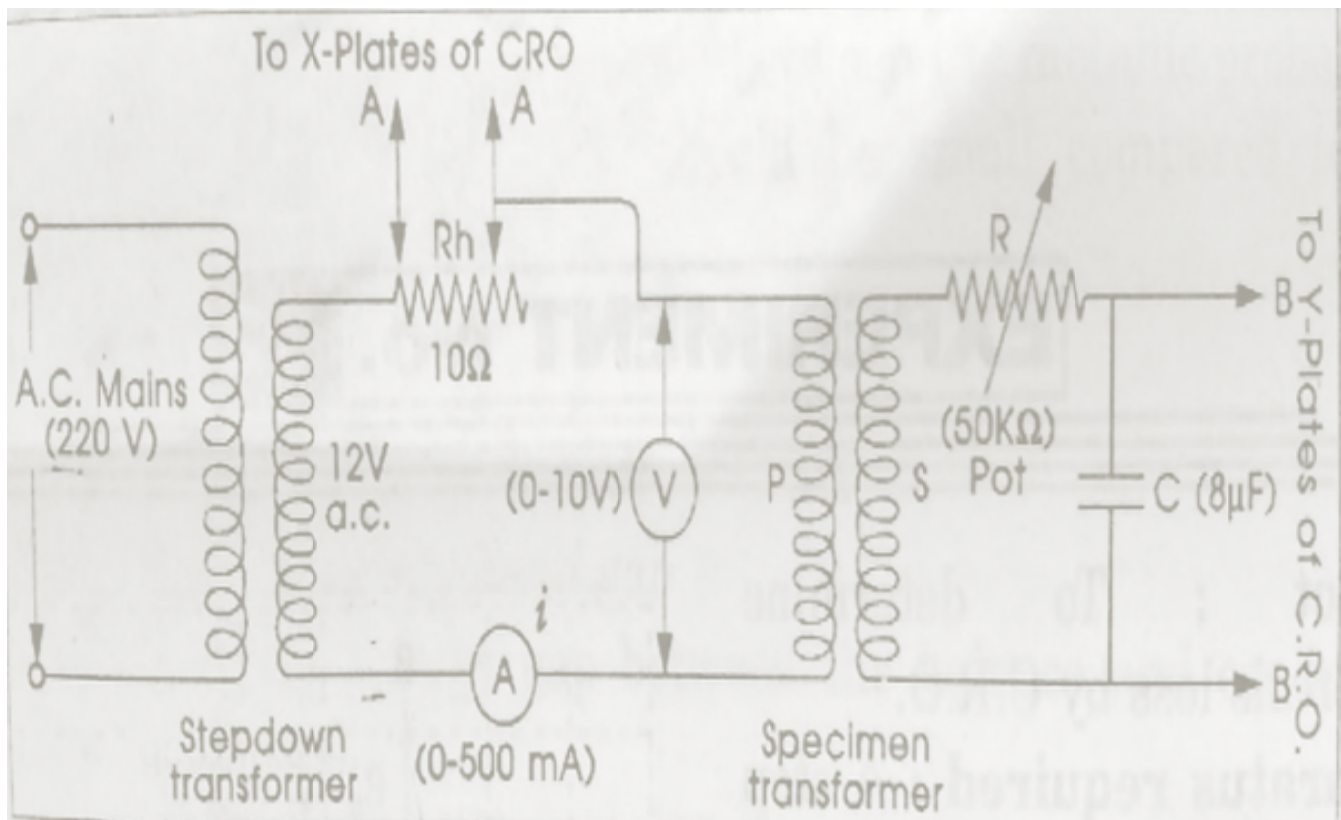 To X-Plates of CRO
A A
Rh
10Ω
A.C. Mains
(220 V)
12V
a.c.
(0-10V) V
P S
R
(50KΩ)
Pot
C (8μF)
B
B
To Y-Plates of C.R.O.
i
A
(0-500 mA)
Stepdown
transformer
Specimen
transformer